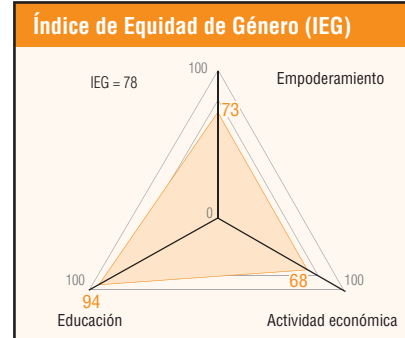 Índice de Equidad de Género (IEG)
100
IEG = 78
Empoderamiento
73
0
100
68
100
94
Educación
Actividad económica